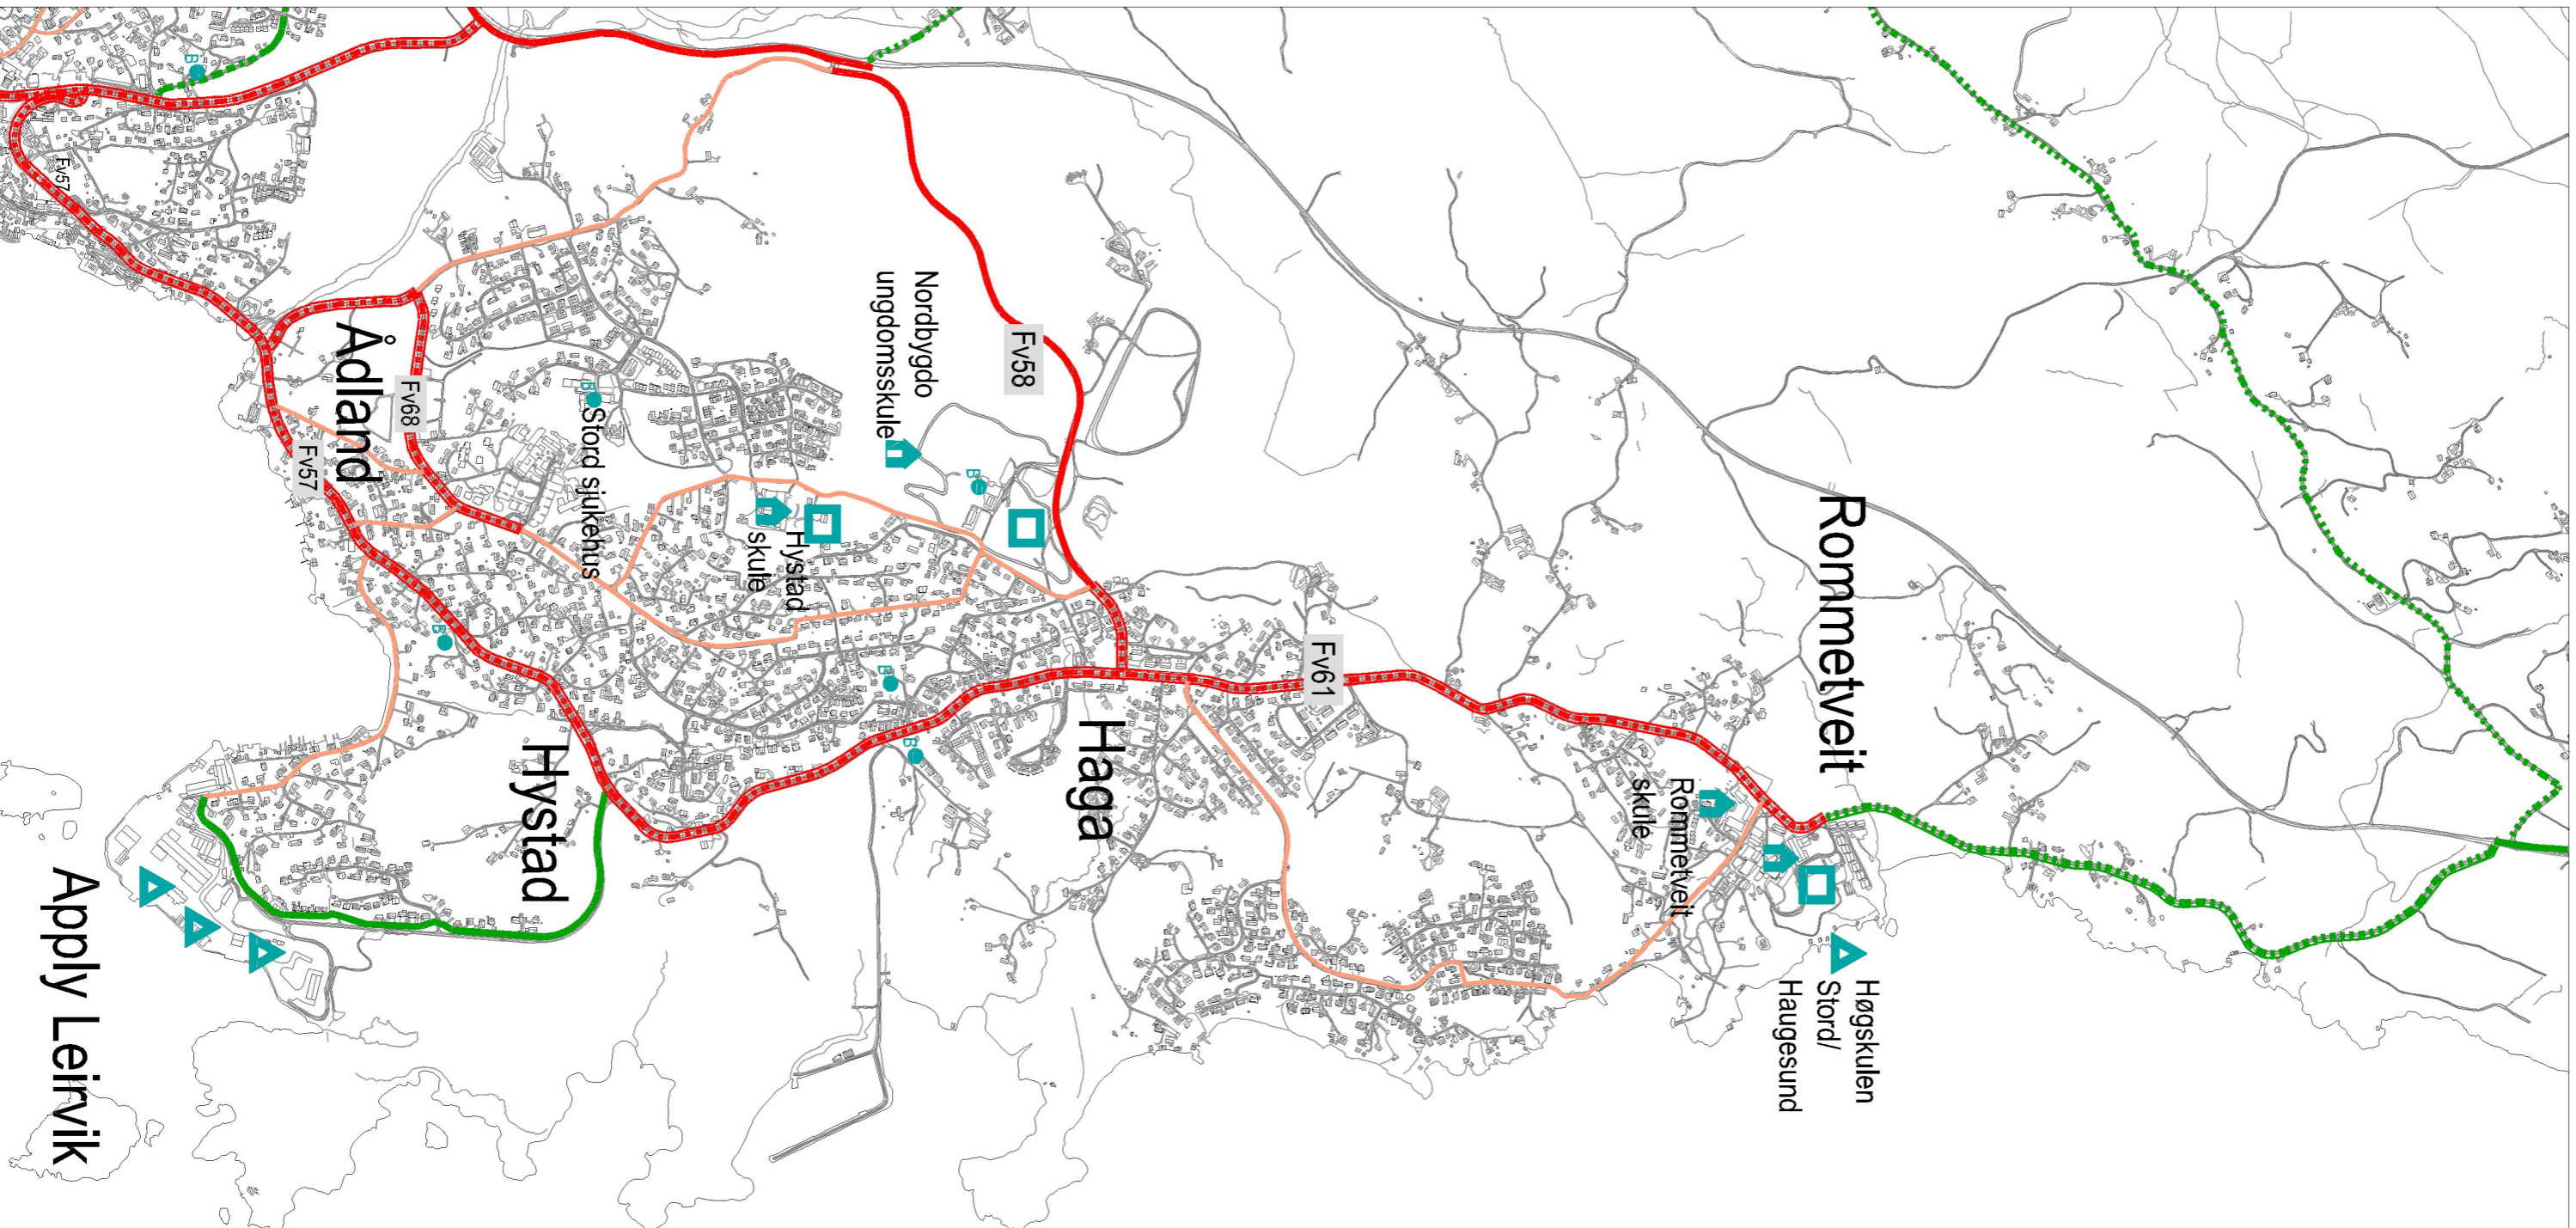 Rommetveit
Høgskulen
Stord/
Haugesund
Rommetveit
skule
Fv61
Haga
Fv58
Nordbygdo
ungdomsskule
B
Hystad
skule
B
B
Stord sjukehus
B
Hystad
B
Fv68
Ådland
Fv57
Fv57
B
Apply Leirvik